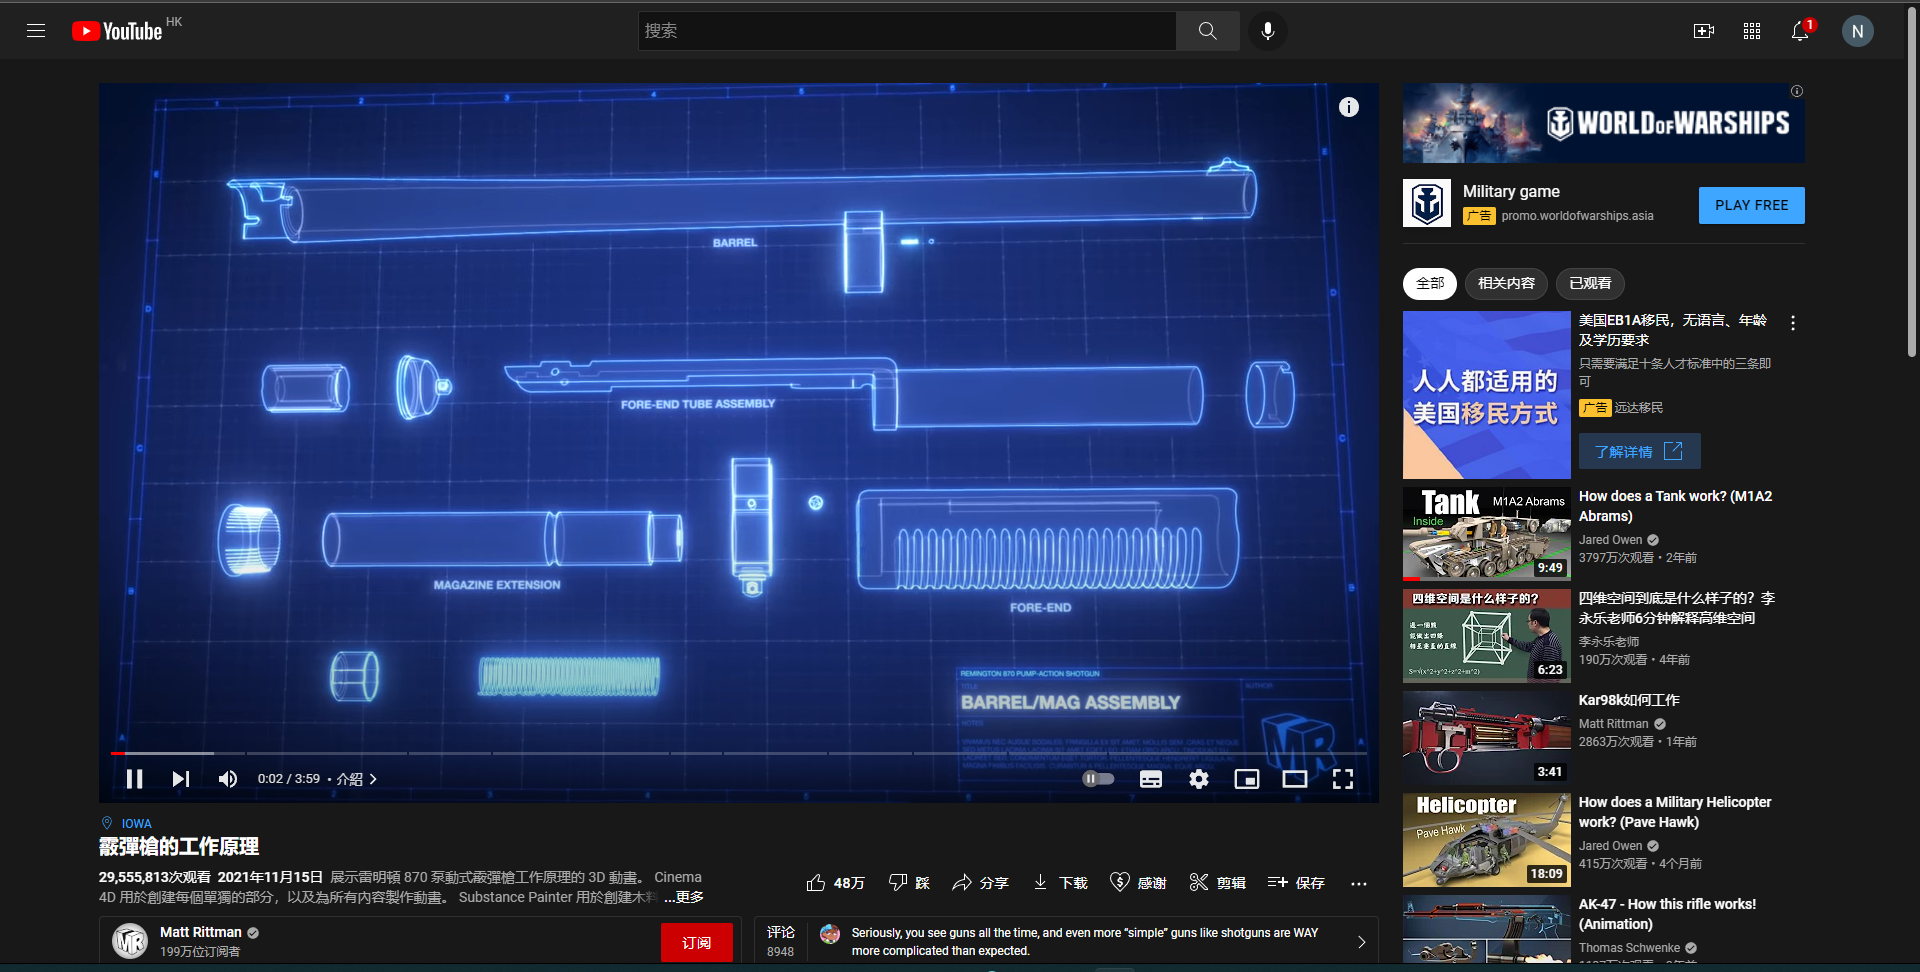 YouTube HK
搜索
1
N
BARREL
FORE-END TUBE ASSEMBLY
MAGAZINE EXTENSION
FORE-END
REMINGTON 870 PUMP-ACTION SHOTGUN
TITLE:
BARREL/MAG ASSEMBLY
AUTHOR:
NOTES:
MR
0:02 / 3:59 • 介紹
IOWA
霰彈槍的工作原理
29,555,813次观看 2021年11月15日 展示雷明頓 870 泵動式霰彈槍工作原理的 3D 動畫。 Cinema
4D 用於創建每個單獨的部分，以及為所有內容製作動畫。 Substance Painter 用於創建木料 ...更多
48万
踩
分享
下载
感谢
剪辑
保存
Matt Rittman
199万位订阅者
订阅
评论
8948
Seriously, you see guns all the time, and even more “simple” guns like shotguns are WAY
more complicated than expected.
WORLD OF WARSHIPS
Military game
广告 promo.worldofwarships.asia
PLAY FREE
全部
相关内容
已观看
人人都适用的
美国移民方式
美国EB1A移民，无语言、年龄
及学历要求
只需要满足十条人才标准中的三条即
可
广告 远达移民
了解详情
Tank
M1A2 Abrams
Inside
9:49
How does a Tank work? (M1A2
Abrams)
Jared Owen
3797万次观看 • 2年前
四维空间是什么样子的？
6:23
四维空间到底是什么样子的？李
永乐老师6分钟解释高维空间
李永乐老师
190万次观看 • 4年前
3:41
Kar98k如何工作
Matt Rittman
2863万次观看 • 1年前
Helicopter
Pave Hawk
18:09
How does a Military Helicopter
work? (Pave Hawk)
Jared Owen
415万次观看 • 4个月前
AK-47 - How this rifle works!
(Animation)
Thomas Schwenke